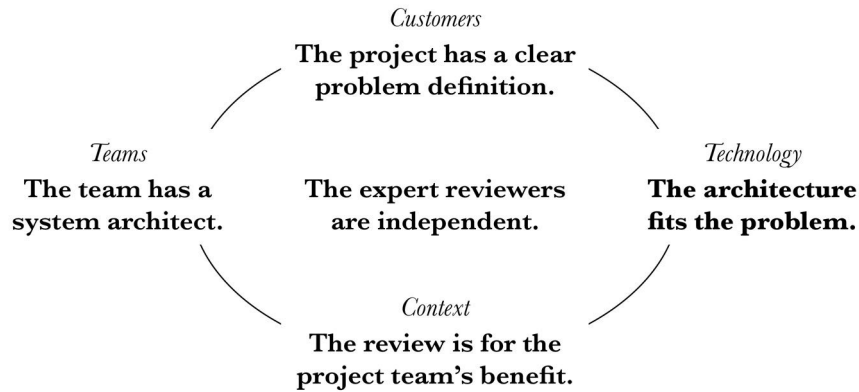 Customers
The project has a clear
problem definition.
Teams
The team has a
system architect.
The expert reviewers
are independent.
Technology
The architecture
fits the problem.
Context
The review is for the
project team’s benefit.